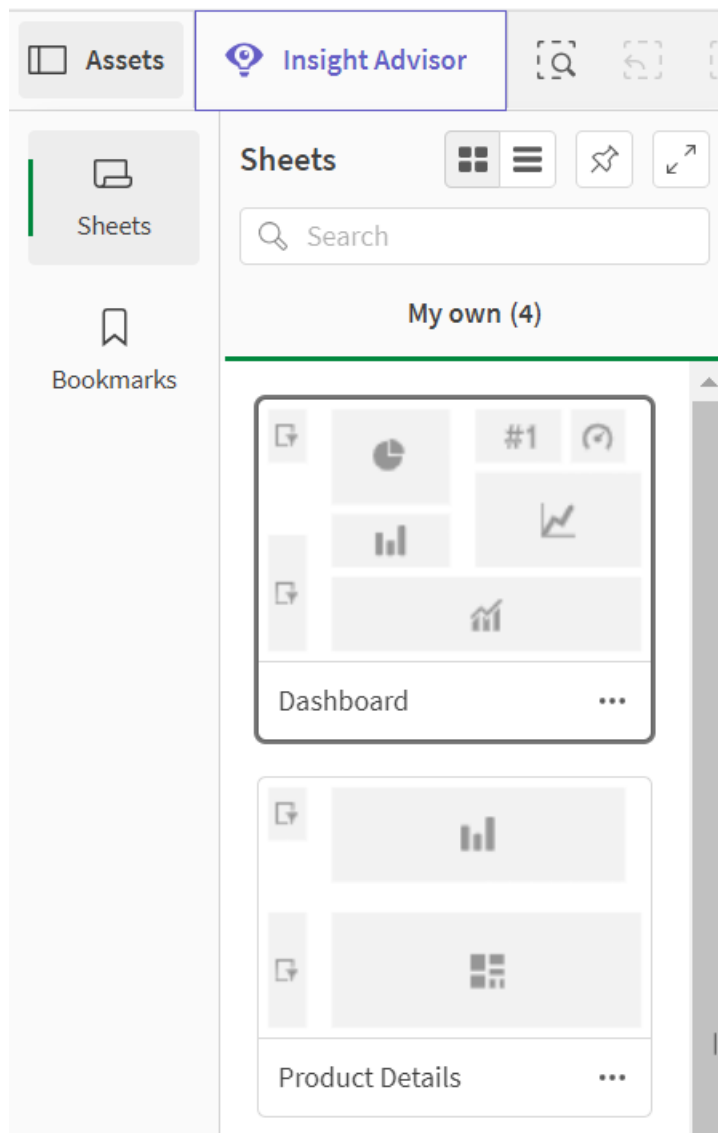 Assets
Insight Advisor
Sheets
Sheets
Search
Bookmarks
My own (4)
#1
Dashboard
Product Details